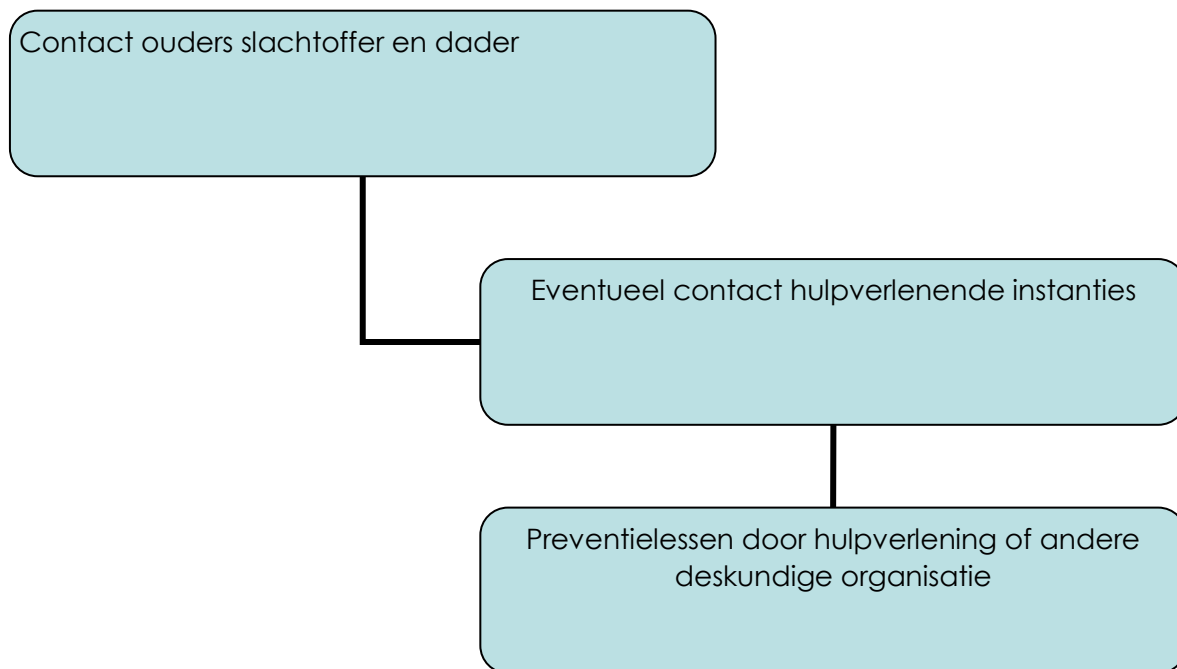 Contact ouders slachtoffer en dader
Eventueel contact hulpverlenende instanties
Preventielessen door hulpverlening of andere
deskundige organisatie